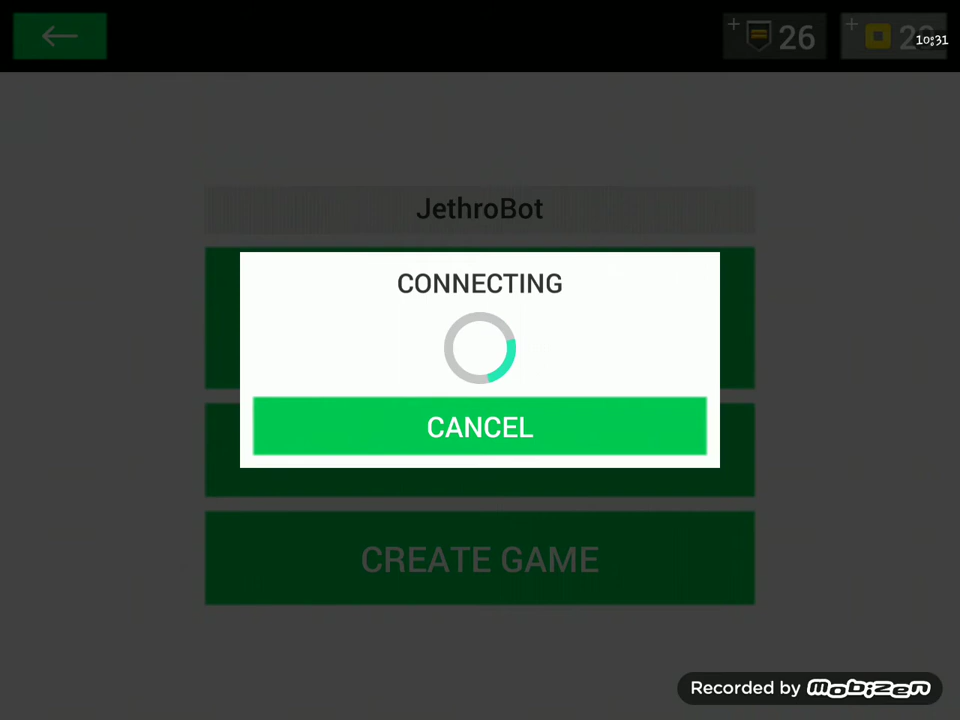 26
10:31
JethroBot
CONNECTING
CANCEL
CREATE GAME
Recorded by Mobizen